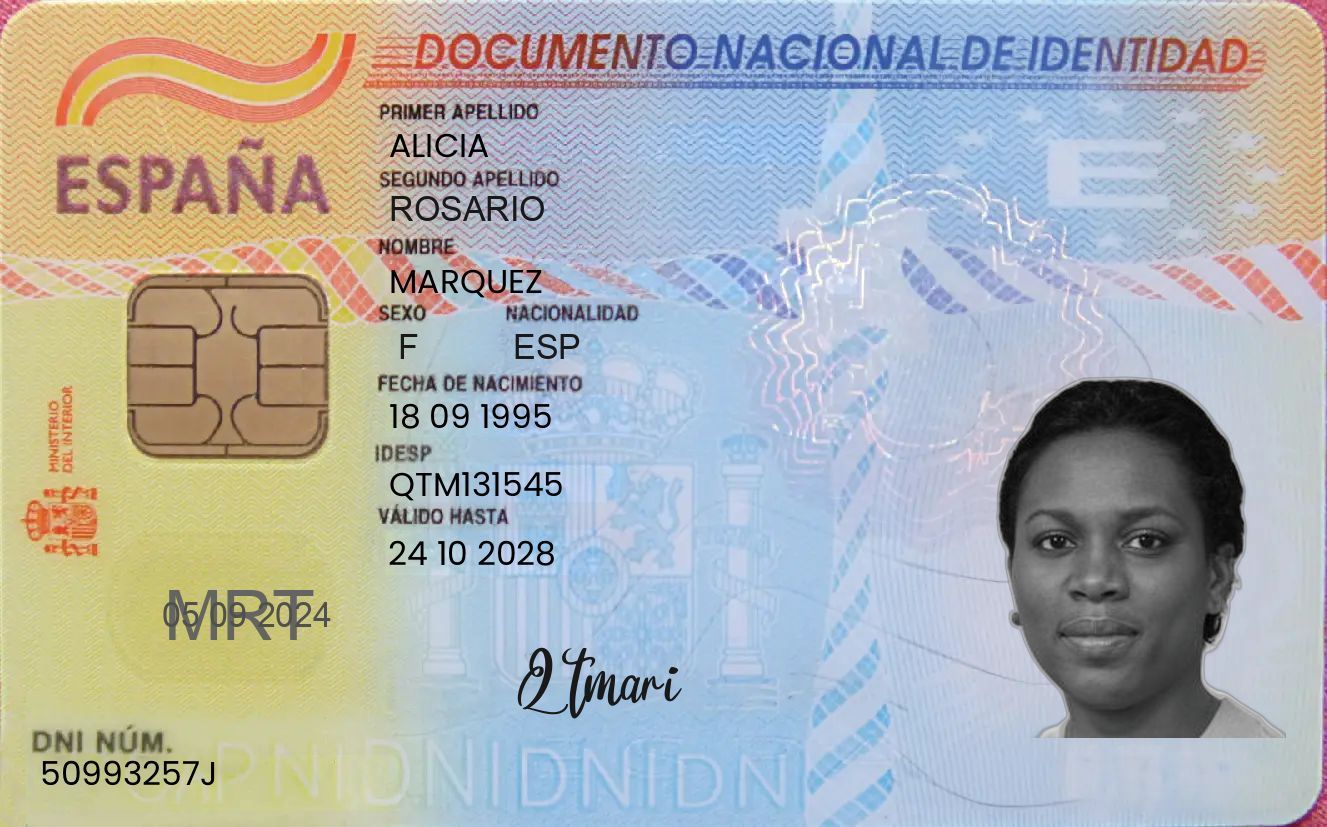 DOCUMENTO NACIONAL DE IDENTIDAD
ESPAÑA
PRIMER APELLIDO
ALICIA
SEGUNDO APELLIDO
ROSARIO
NOMBRE
MARQUEZ
SEXO NACIONALIDAD
F ESP
FECHA DE NACIMIENTO
18 09 1995
IDESP
QTM131545
VÁLIDO HASTA
24 10 2028
MINISTERIO
DEL INTERIOR
05 09 2024
MRT
Qtmari
DNI NÚM.
50993257J
DNIDNIDNIDNI
E